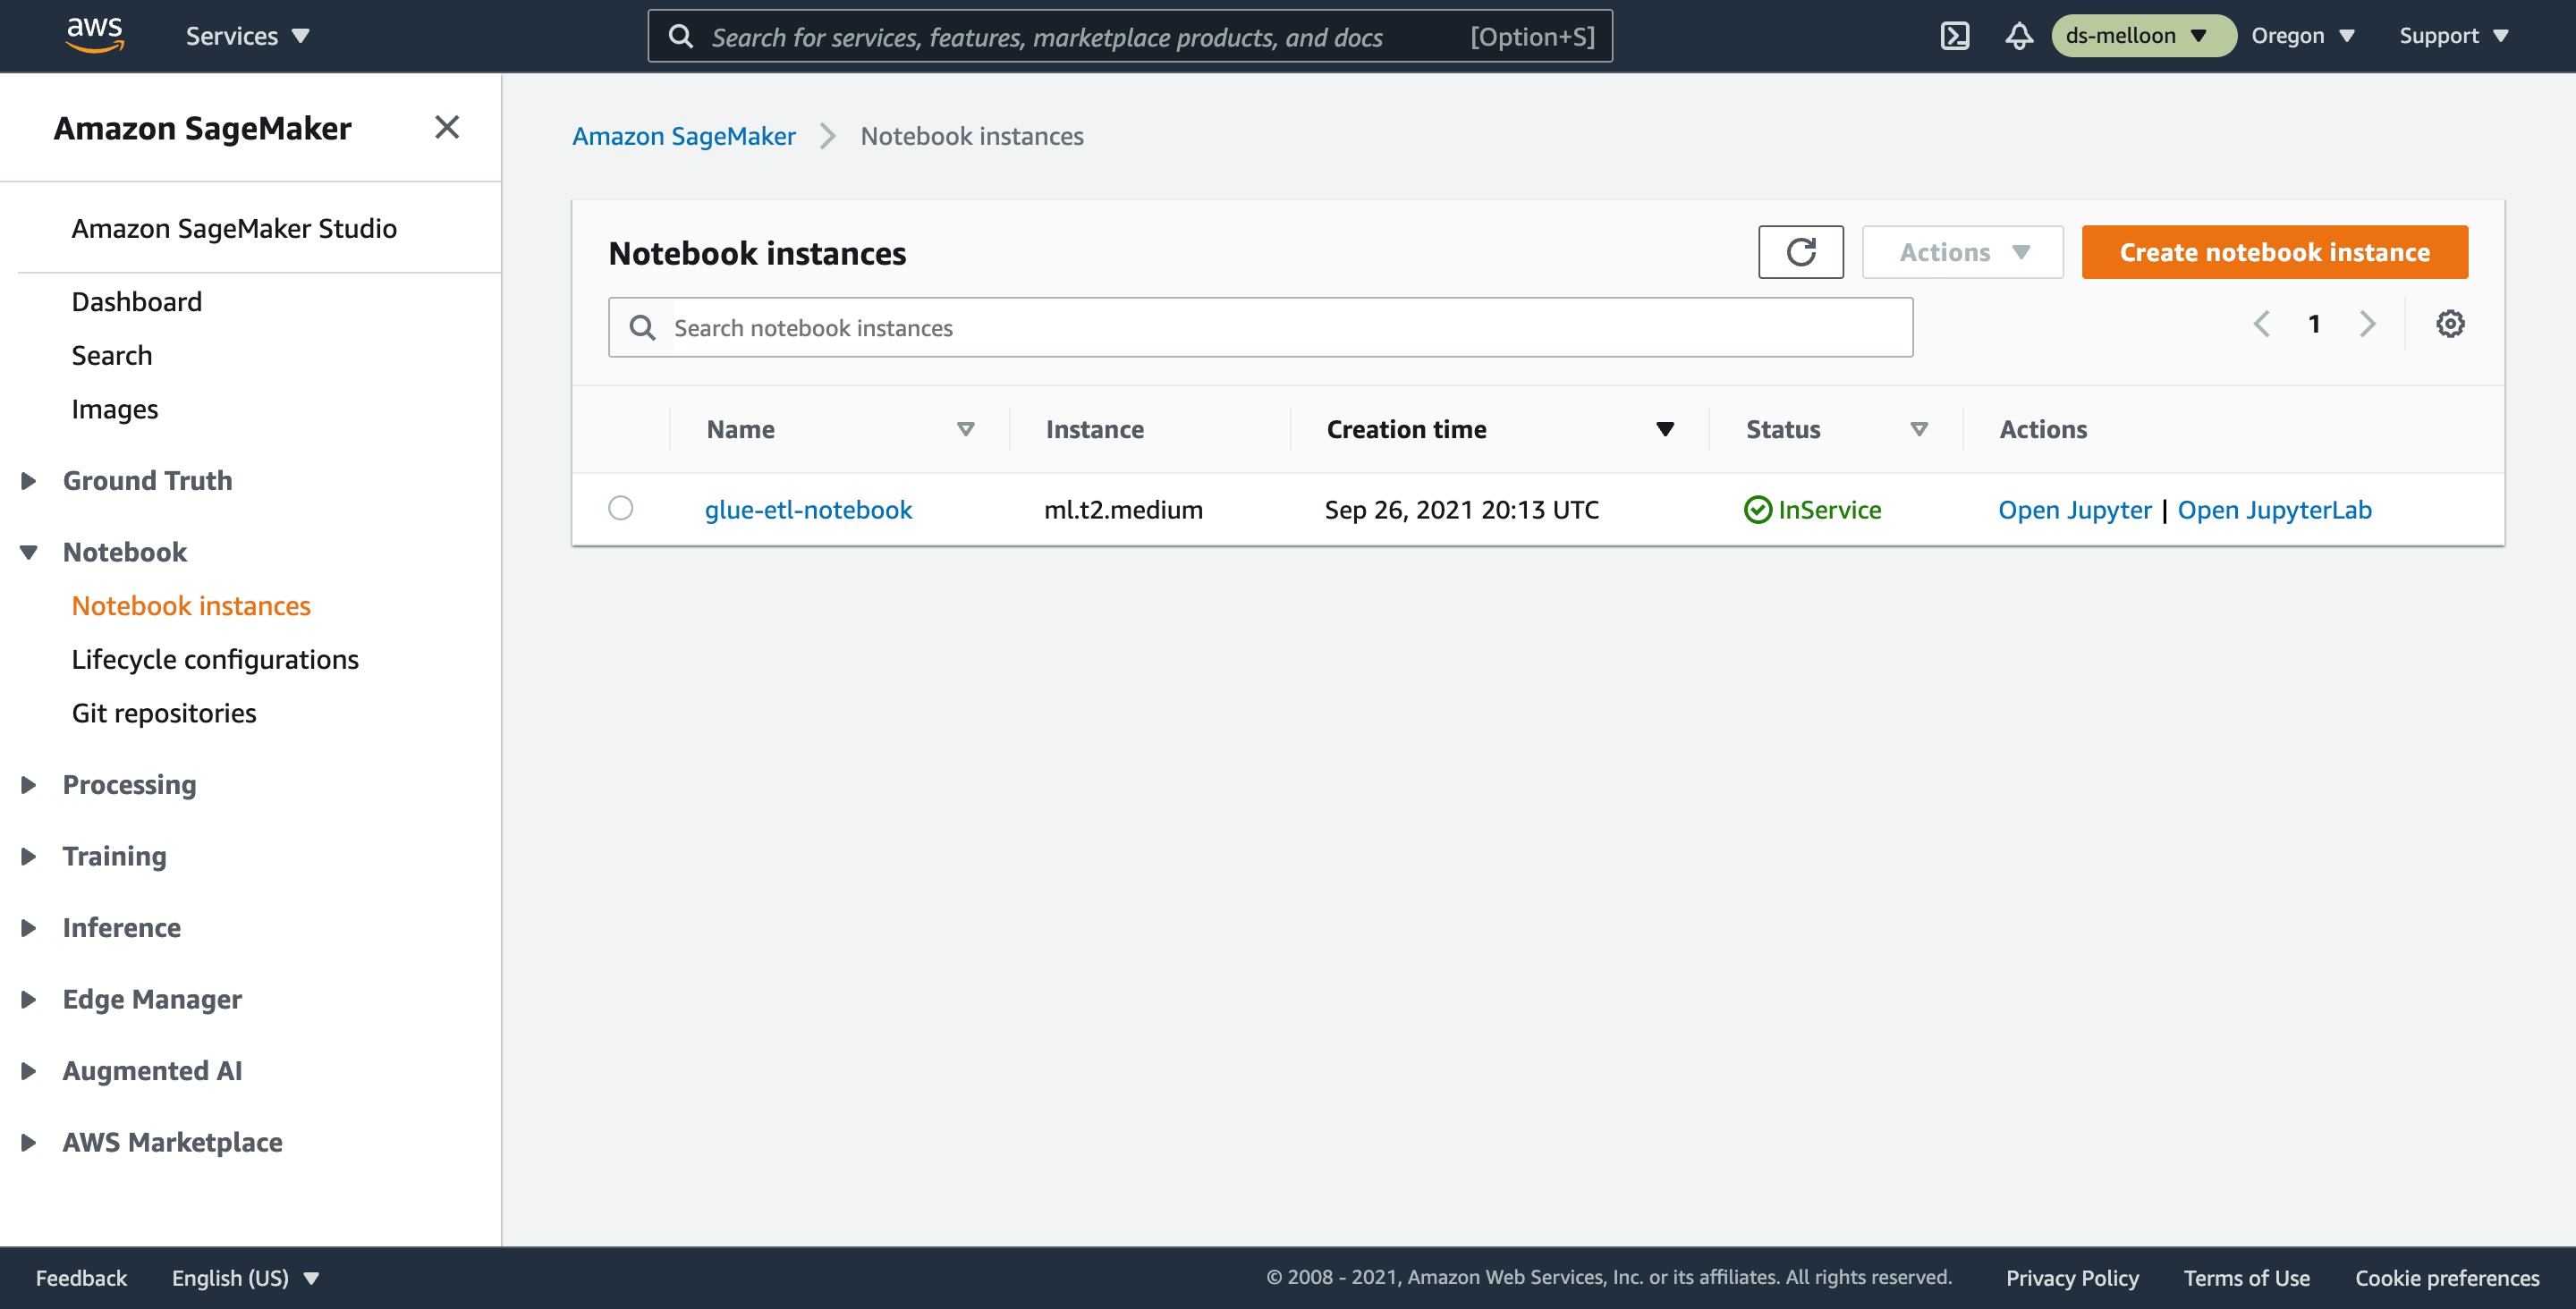 aws Services Search for services, features, marketplace products, and docs [Option+S] ds-melloon Oregon Support
Amazon SageMaker
Amazon SageMaker Studio
Dashboard
Search
Images
Ground Truth
Notebook
Notebook instances
Lifecycle configurations
Git repositories
Processing
Training
Inference
Edge Manager
Augmented AI
AWS Marketplace
Amazon SageMaker Notebook instances
Notebook instances Actions Create notebook instance
Search notebook instances 1
Name Instance Creation time Status Actions
glue-etl-notebook ml.t2.medium Sep 26, 2021 20:13 UTC InService Open Jupyter | Open JupyterLab
Feedback English (US) © 2008 - 2021, Amazon Web Services, Inc. or its affiliates. All rights reserved. Privacy Policy Terms of Use Cookie preferences